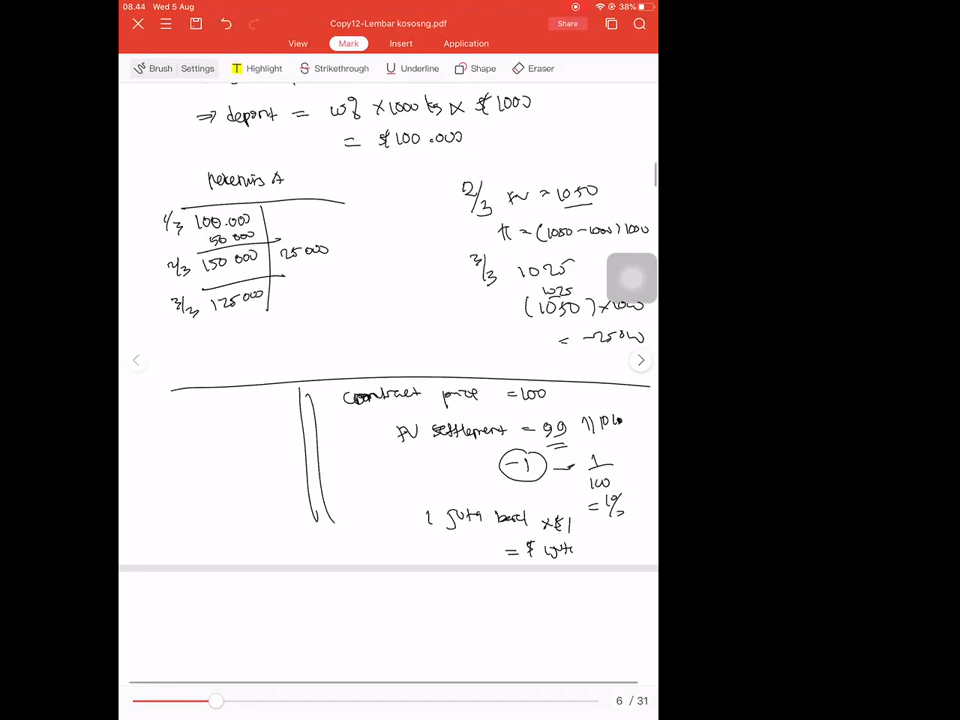 08.44 Wed 5 Aug
38%
Copy12-Lembar kososng.pdf
Share
View Mark Insert Application
Brush Settings Highlight Strikethrough Underline Shape Eraser
⇒ deposit = 10% × 1000 kg × $1000
= $100.000
Rekening A
1/3 100.000
50 000
2/3 150 000 25 000
3/3 125 000
2/3 FV = 1050
π = (1050 - 1000) 1000
3/3 1025
1025
(1050) × 1000
= -25000
contract price = 100
FV settlement = 99
-1 → 1/100
= 1%
1 juta barel × $1
= $ 1 juta
6 / 31